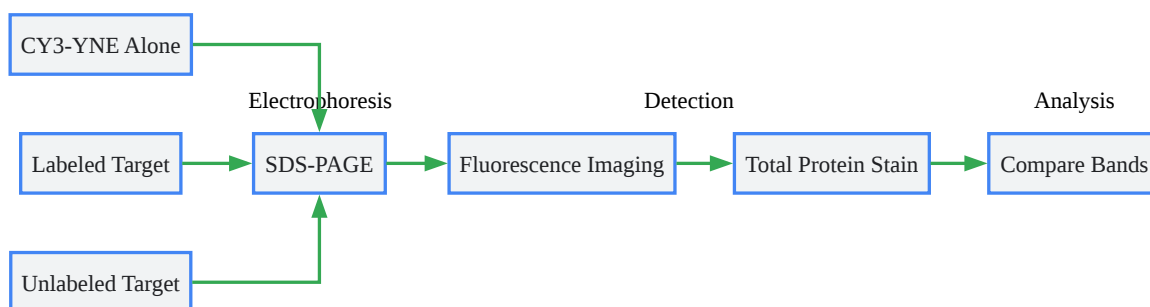 CY3-YNE Alone
Electrophoresis
Detection
Analysis
Labeled Target
SDS-PAGE
Fluorescence Imaging
Total Protein Stain
Compare Bands
Unlabeled Target